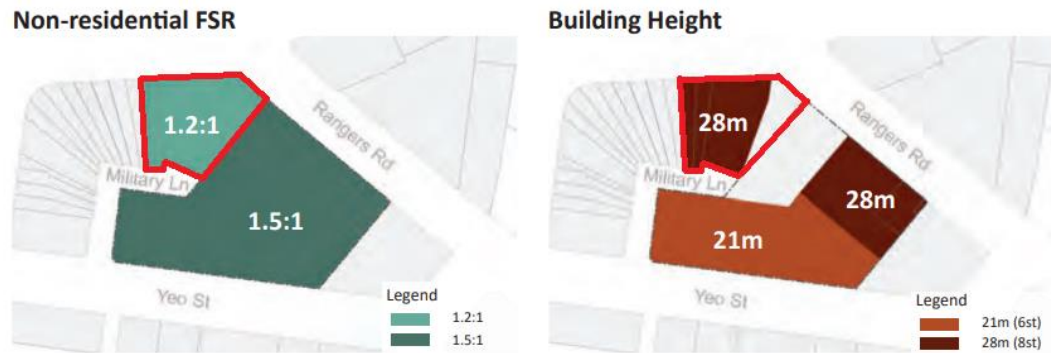 Non-residential FSR
1.2:1
Rangers Rd
Military Ln
1.5:1
Yeo St
Legend
1.2:1
1.5:1
Building Height
28m
Rangers Rd
Military Ln
28m
21m
Yeo St
Legend
21m (6st)
28m (8st)